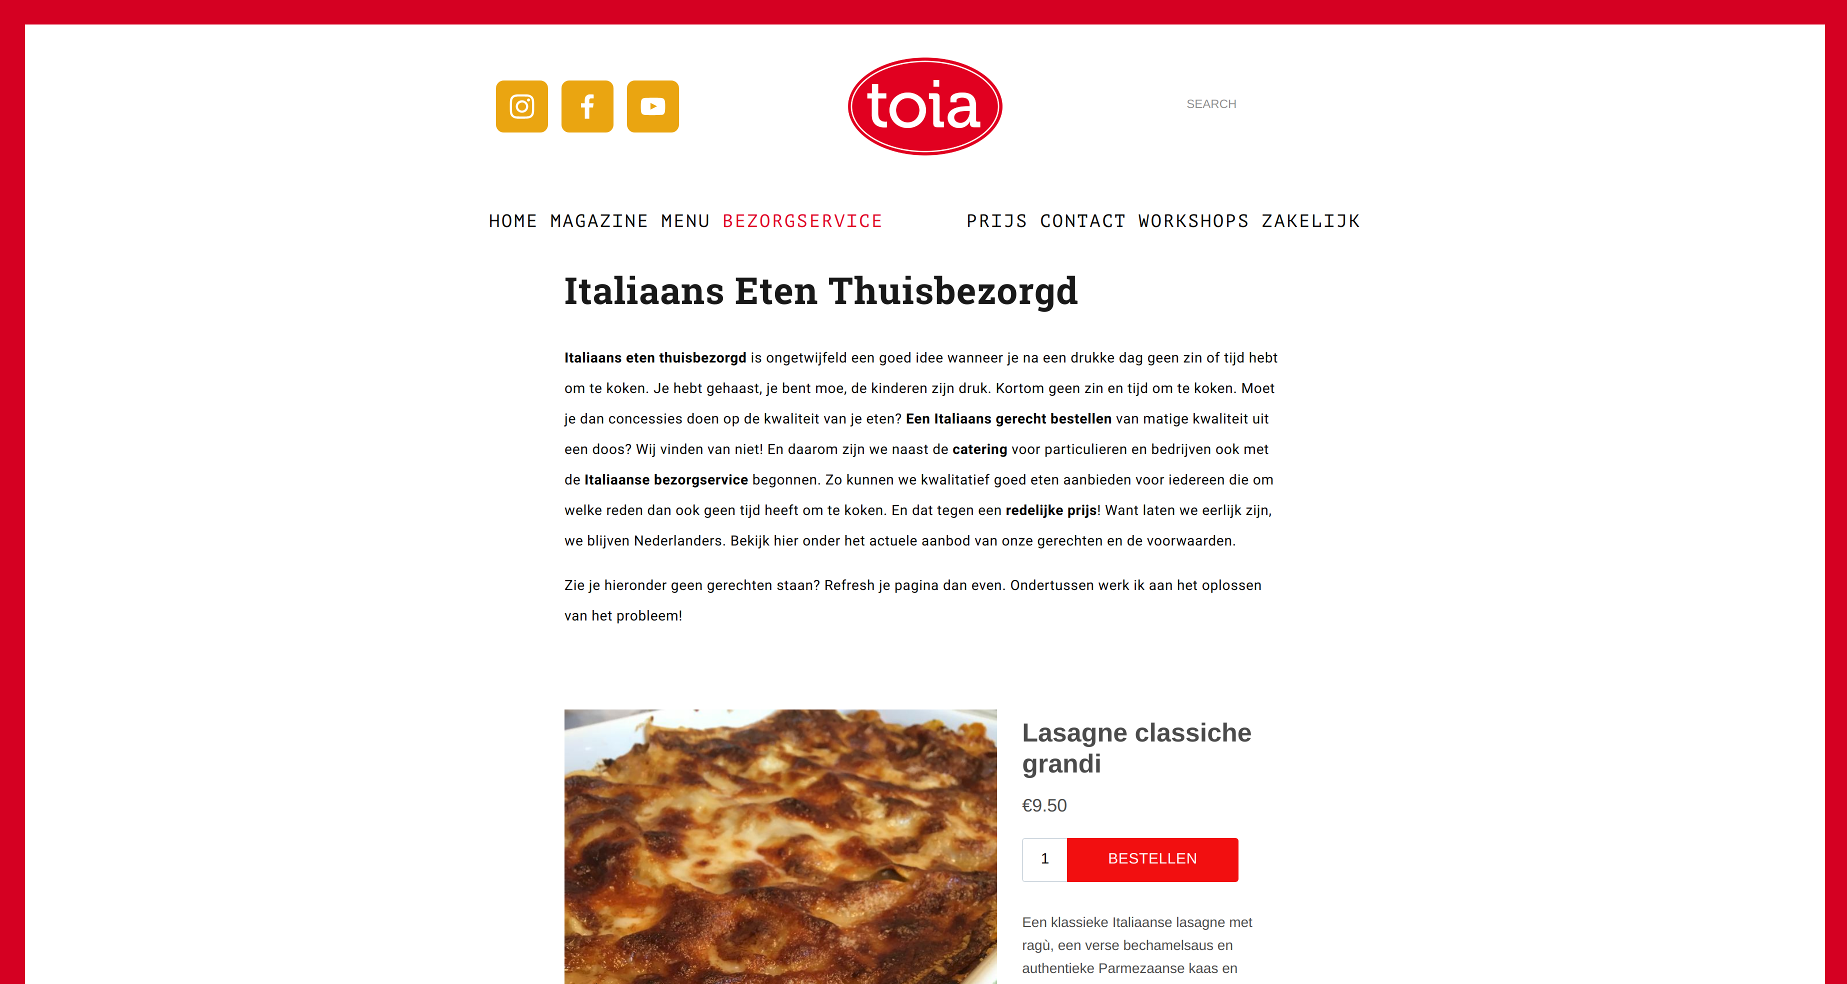 toia
SEARCH
HOME MAGAZINE MENU BEZORGSERVICE PRIJS CONTACT WORKSHOPS ZAKELIJK
Italiaans Eten Thuisbezorgd
Italiaans eten thuisbezorgd is ongetwijfeld een goed idee wanneer je na een drukke dag geen zin of tijd hebt
om te koken. Je hebt gehaast, je bent moe, de kinderen zijn druk. Kortom geen zin en tijd om te koken. Moet
je dan concessies doen op de kwaliteit van je eten? Een Italiaans gerecht bestellen van matige kwaliteit uit
een doos? Wij vinden van niet! En daarom zijn we naast de catering voor particulieren en bedrijven ook met
de Italiaanse bezorgservice begonnen. Zo kunnen we kwalitatief goed eten aanbieden voor iedereen die om
welke reden dan ook geen tijd heeft om te koken. En dat tegen een redelijke prijs! Want laten we eerlijk zijn,
we blijven Nederlanders. Bekijk hier onder het actuele aanbod van onze gerechten en de voorwaarden.
Zie je hieronder geen gerechten staan? Refresh je pagina dan even. Ondertussen werk ik aan het oplossen
van het probleem!
Lasagne classiche
grandi
€9.50
1 BESTELLEN
Een klassieke Italiaanse lasagne met
ragù, een verse bechamelsaus en
authentieke Parmezaanse kaas en